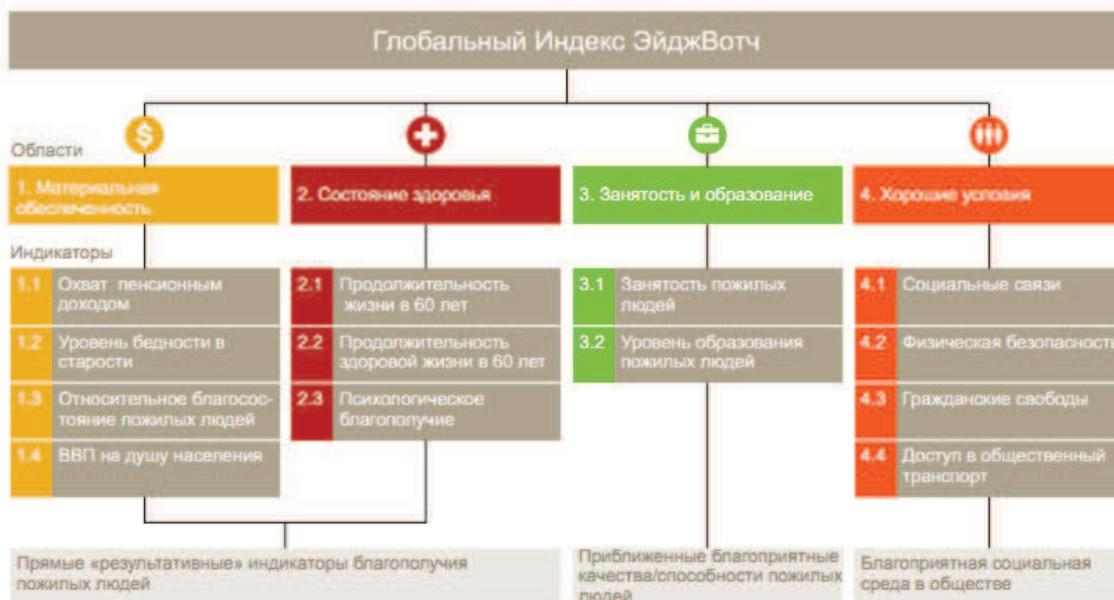 Глобальный Индекс ЭйджВотч
Области
1. Материальная
обеспеченность
2. Состояние здоровья
3. Занятость и образование
4. Хорошие условия
Индикаторы
1.1 Охват пенсионным
доходом
1.2 Уровень бедности в
старости
1.3 Относительное благосос-
тояние пожилых людей
1.4 ВВП на душу населения
2.1 Продолжительность
жизни в 60 лет
2.2 Продолжительность
здоровой жизни в 60 лет
2.3 Психологическое
благополучие
3.1 Занятость пожилых
людей
3.2 Уровень образования
пожилых людей
4.1 Социальные связи
4.2 Физическая безопасность
4.3 Гражданские свободы
4.4 Доступ в общественный
транспорт
Прямые «результативные» индикаторы благополучия
пожилых людей
Приближенные благоприятные
качества/способности пожилых
людей
Благоприятная социальная
среда в обществе